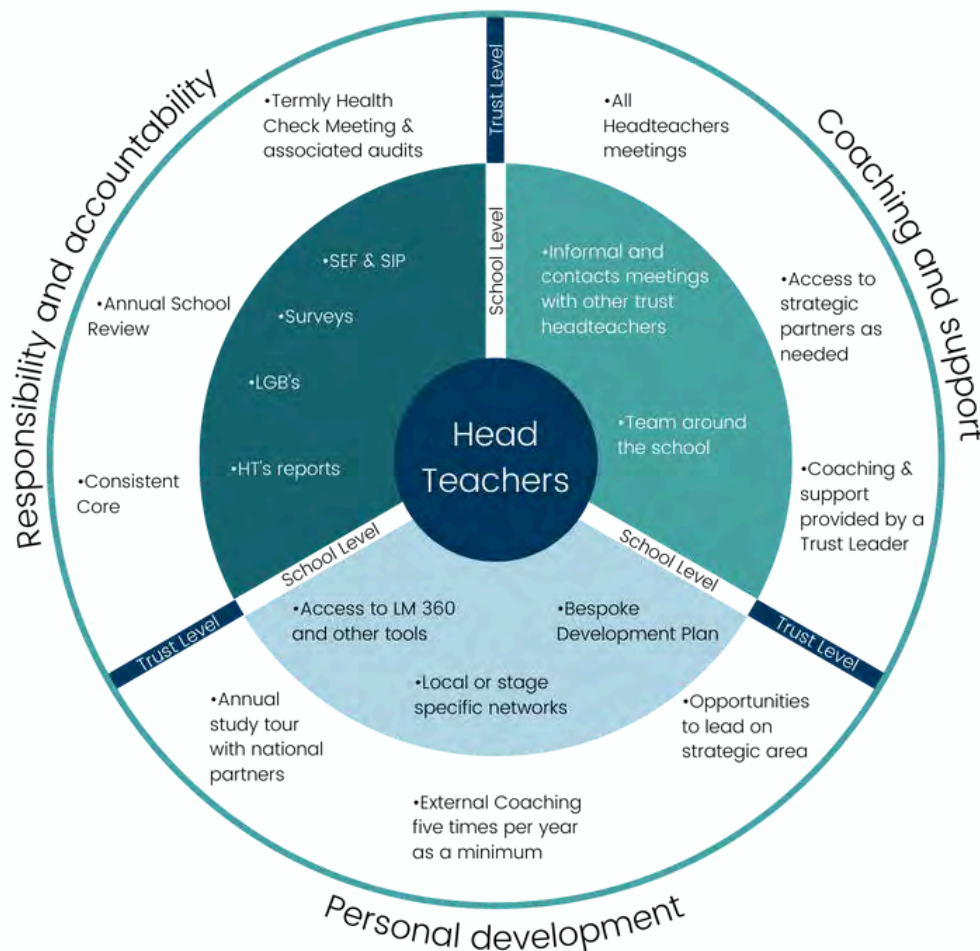 Responsibility and accountability
Trust Level
•Termly Health
Check Meeting &
associated audits
•Annual School
Review
•Consistent
Core
School Level
•SEF & SIP
•Surveys
•LGB's
•HT's reports
Coaching and support
•All
Headteachers
meetings
•Access to
strategic
partners as
needed
•Coaching &
support
provided by a
Trust Leader
•Informal and
contacts meetings
with other trust
headteachers
•Team around
the school
Head
Teachers
School Level
Trust Level
School Level
Trust Level
•Access to LM 360
and other tools
•Bespoke
Development Plan
•Local or stage
specific networks
•Annual
study tour
with national
partners
•Opportunities
to lead on
strategic area
•External Coaching
five times per year
as a minimum
Personal development